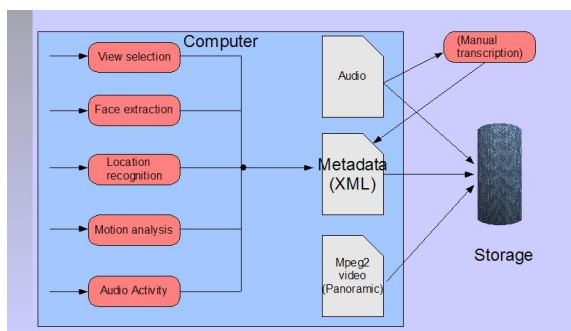 Computer
View selection
Face extraction
Location
recognition
Motion analysis
Audio Activity
Audio
Metadata
(XML)
Mpeg2
video
(Panoramic)
(Manual
transcription)
Storage